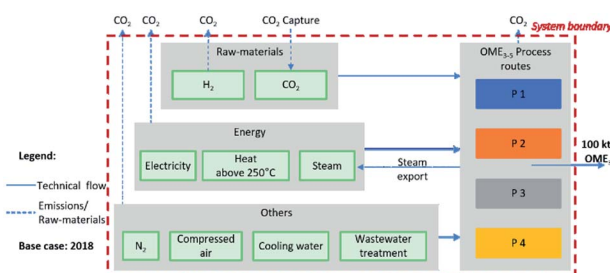 CO₂ CO₂ CO₂ CO₂ Capture CO₂
System boundary
Raw-materials
H₂
CO₂
OME₃₋₅ Process
routes
P 1
P 2
P 3
P 4
Energy
Electricity
Heat
above 250°C
Steam
Steam
export
100 kt
Legend:
Technical flow
Emissions/
Raw-materials
Base case: 2018
Others
N₂
Compressed
air
Cooling water
Wastewater
treatment